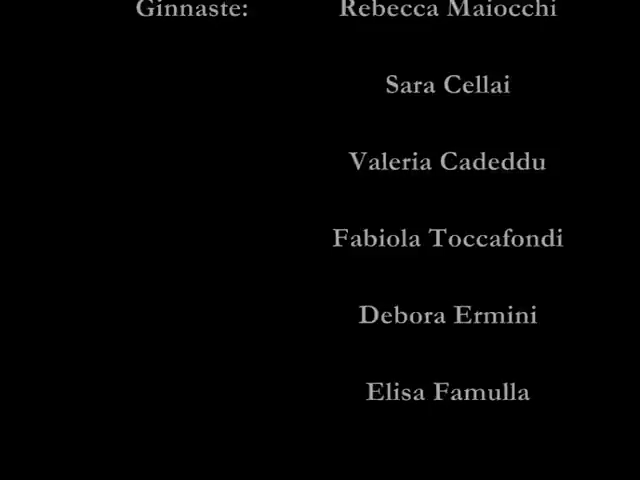 Ginnaste: Rebecca Maiocchi
Sara Cellai
Valeria Cadeddu
Fabiola Toccafondi
Debora Ermini
Elisa Famulla